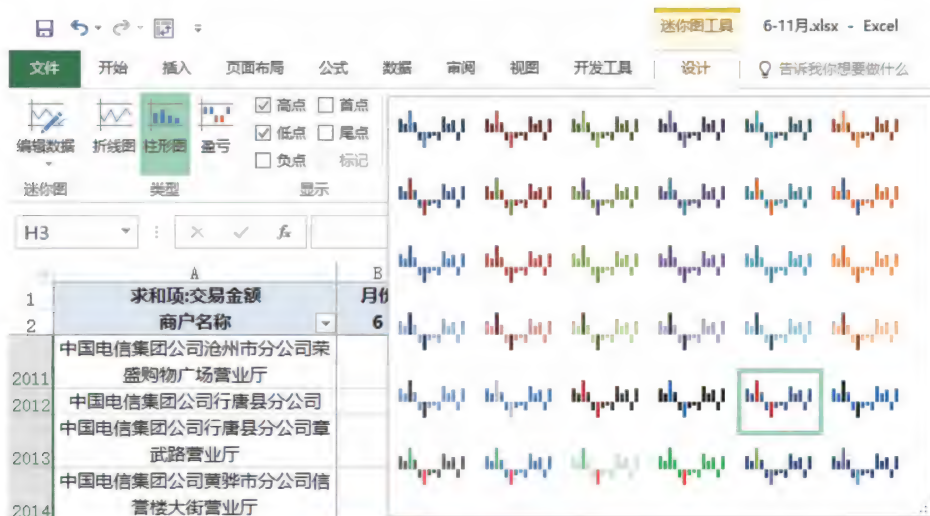 迷你图工具 6-11月.xlsx - Excel
文件 开始 插入 页面布局 公式 数据 审阅 视图 开发工具 设计 告诉我你想要做什么
高点 首点
低点 尾点
编辑数据 折线图 柱形图 盈亏
负点 标记
迷你图 类型 显示
H3 fx
A B
1 求和项:交易金额 月份
2 商户名称 6
中国电信集团公司沧州市分公司荣
2011 盛购物广场营业厅
2012 中国电信集团公司行唐县分公司
中国电信集团公司行唐县分公司章
2013 武路营业厅
中国电信集团公司黄骅市分公司信
2014 誉楼大街营业厅